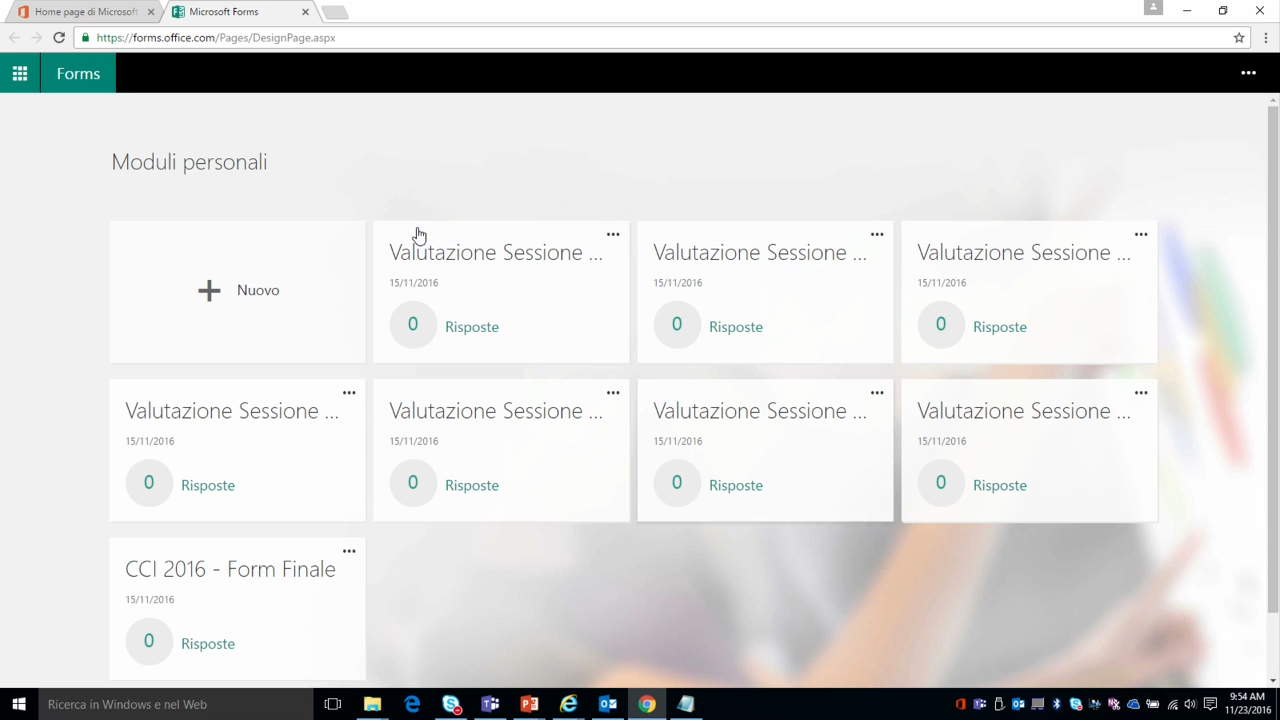 Home page di Microsoft
Microsoft Forms
https://forms.office.com/Pages/DesignPage.aspx
Forms
Moduli personali
Nuovo
Valutazione Sessione ...
15/11/2016
0 Risposte
Valutazione Sessione ...
15/11/2016
0 Risposte
Valutazione Sessione ...
15/11/2016
0 Risposte
Valutazione Sessione ...
15/11/2016
0 Risposte
Valutazione Sessione ...
15/11/2016
0 Risposte
Valutazione Sessione ...
15/11/2016
0 Risposte
Valutazione Sessione ...
15/11/2016
0 Risposte
CCI 2016 - Form Finale
15/11/2016
0 Risposte
Ricerca in Windows e nel Web
9:54 AM
11/23/2016